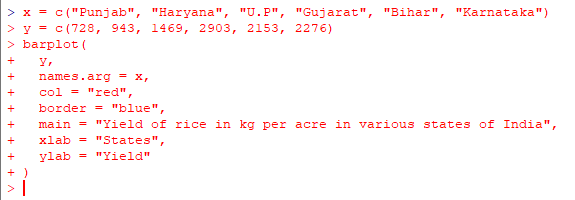 > x = c("Punjab", "Haryana", "U.P", "Gujarat", "Bihar", "Karnataka")
> y = c(728, 943, 1469, 2903, 2153, 2276)
> barplot(
+   y,
+   names.arg = x,
+   col = "red",
+   border = "blue",
+   main = "Yield of rice in kg per acre in various states of India",
+   xlab = "States",
+   ylab = "Yield"
+ )
>